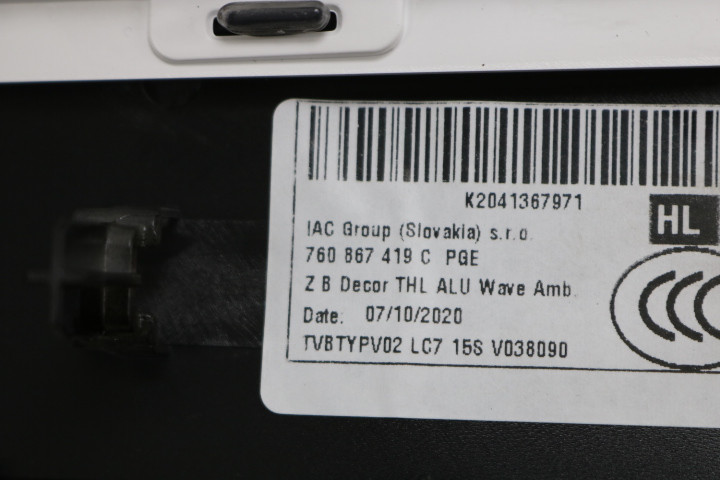 K2041367971
HL
IAC Group (Slovakia) s.r.o.
760 867 419 C PGE
Z B Decor THL ALU Wave Amb.
Date: 07/10/2020
TVBTYPV02 LC7 15S V038090